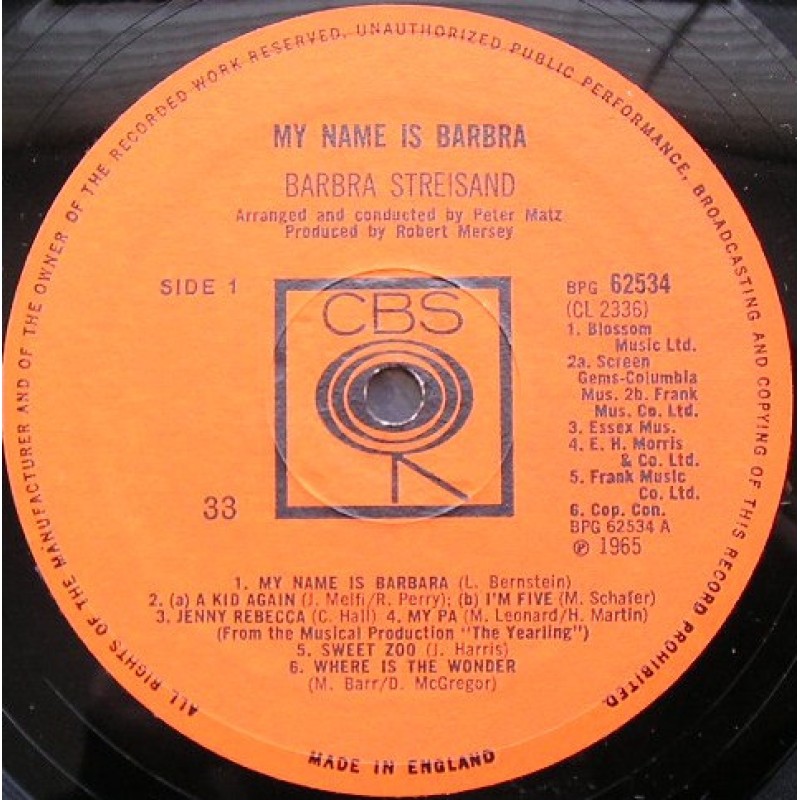 ALL RIGHTS OF THE MANUFACTURER AND OF THE OWNER OF THE RECORDED WORK RESERVED. UNAUTHORIZED PUBLIC PERFORMANCE, BROADCASTING AND COPYING OF THIS RECORD PROHIBITED.
MY NAME IS BARBRA
BARBRA STREISAND
Arranged and conducted by Peter Matz
Produced by Robert Mersey
SIDE 1
CBS
33
BPG 62534
(CL 2336)
1. Blossom
Music Ltd.
2a. Screen
Gems-Columbia
Mus. 2b. Frank
Mus. Co. Ltd.
3. Essex Mus.
4. E. H. Morris
& Co. Ltd.
5. Frank Music
Co. Ltd.
6. Cop. Con.
BPG 62534 A
℗ 1965
1. MY NAME IS BARBARA (L. Bernstein)
2. (a) A KID AGAIN (J. Melfi/R. Perry); (b) I'M FIVE (M. Schafer)
3. JENNY REBECCA (C. Hall) 4. MY PA (M. Leonard/H. Martin)
(From the Musical Production "The Yearling")
5. SWEET ZOO (J. Harris)
6. WHERE IS THE WONDER
(M. Barr/D. McGregor)
MADE IN ENGLAND